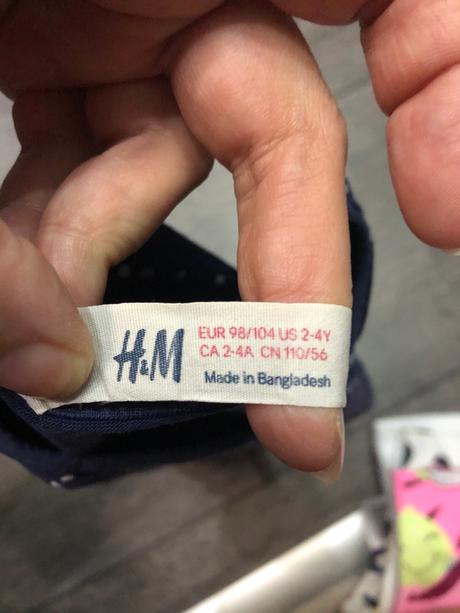 H&M
EUR 98/104 US 2-4Y
CA 2-4A CN 110/56
Made in Bangladesh